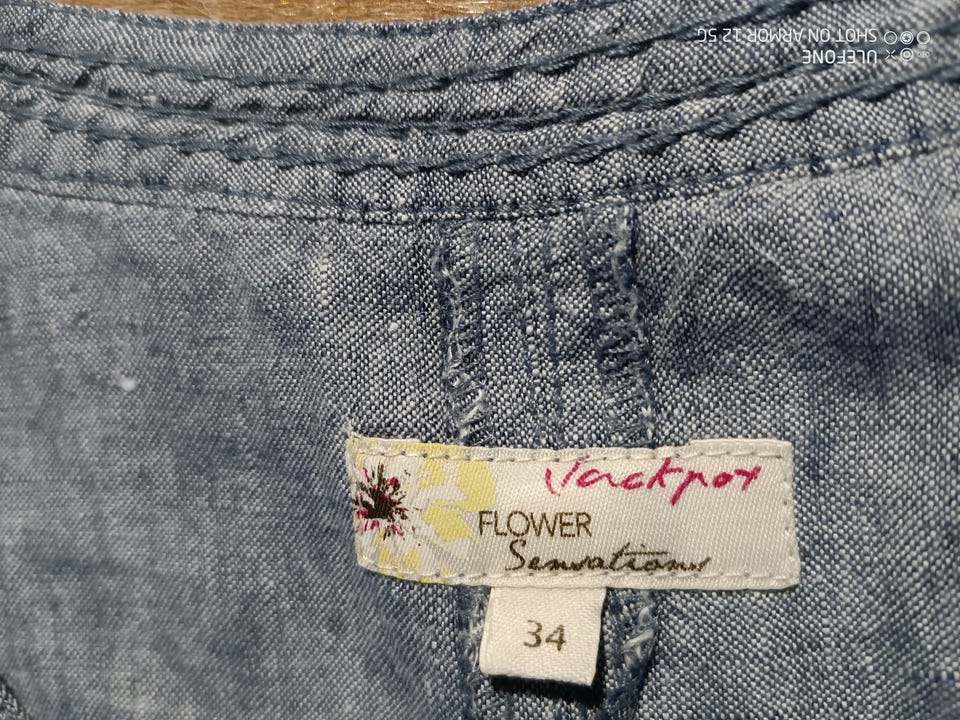 ULEFONE
SHOT ON ARMOR 12 5G
Jackpot
FLOWER
Sensations
34